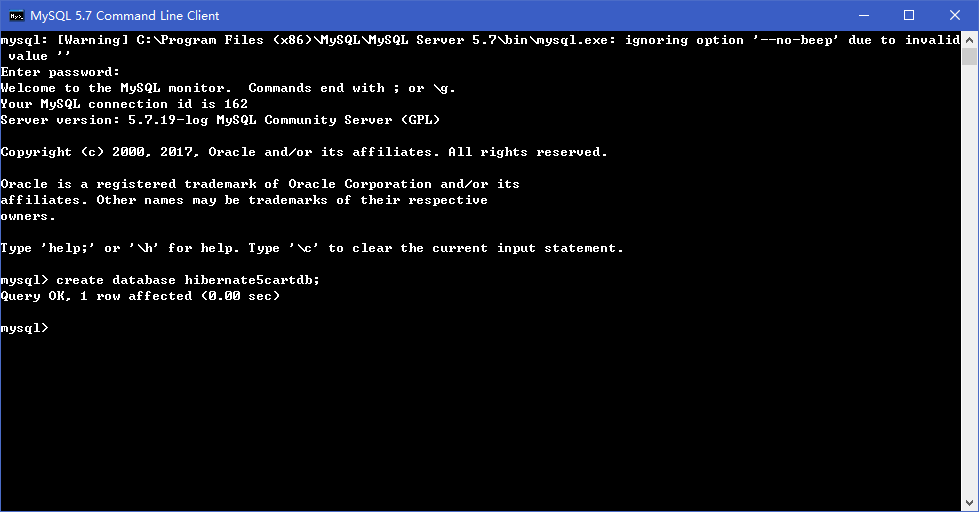 MySQL 5.7 Command Line Client
mysql: [Warning] C:\Program Files (x86)\MySQL\MySQL Server 5.7\bin\mysql.exe: ignoring option '--no-beep' due to invalid
 value ''
Enter password:
Welcome to the MySQL monitor.  Commands end with ; or \g.
Your MySQL connection id is 162
Server version: 5.7.19-log MySQL Community Server (GPL)
Copyright (c) 2000, 2017, Oracle and/or its affiliates. All rights reserved.
Oracle is a registered trademark of Oracle Corporation and/or its
affiliates. Other names may be trademarks of their respective
owners.
Type 'help;' or '\h' for help. Type '\c' to clear the current input statement.
mysql> create database hibernate5cartdb;
Query OK, 1 row affected (0.00 sec)
mysql>